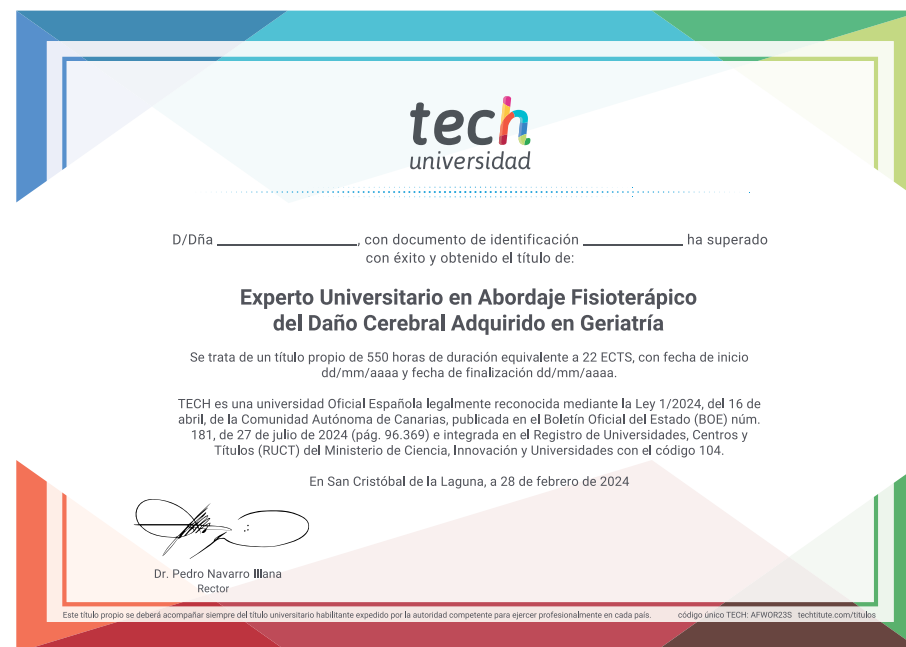 tech
universidad
D/Dña ____________, con documento de identificación ____________ ha superado
con éxito y obtenido el título de:
Experto Universitario en Abordaje Fisioterápico
del Daño Cerebral Adquirido en Geriatría
Se trata de un título propio de 550 horas de duración equivalente a 22 ECTS, con fecha de inicio
dd/mm/aaaa y fecha de finalización dd/mm/aaaa.
TECH es una universidad Oficial Española legalmente reconocida mediante la Ley 1/2024, del 16 de
abril, de la Comunidad Autónoma de Canarias, publicada en el Boletín Oficial del Estado (BOE) núm.
181, de 27 de julio de 2024 (pág. 96.369) e integrada en el Registro de Universidades, Centros y
Títulos (RUCT) del Ministerio de Ciencia, Innovación y Universidades con el código 104.
En San Cristóbal de la Laguna, a 28 de febrero de 2024
Dr. Pedro Navarro Illana
Rector
Este título propio se deberá acompañar siempre del título universitario habilitante expedido por la autoridad competente para ejercer profesionalmente en cada país. código único TECH: AFWOR23S techtitute.com/titulos